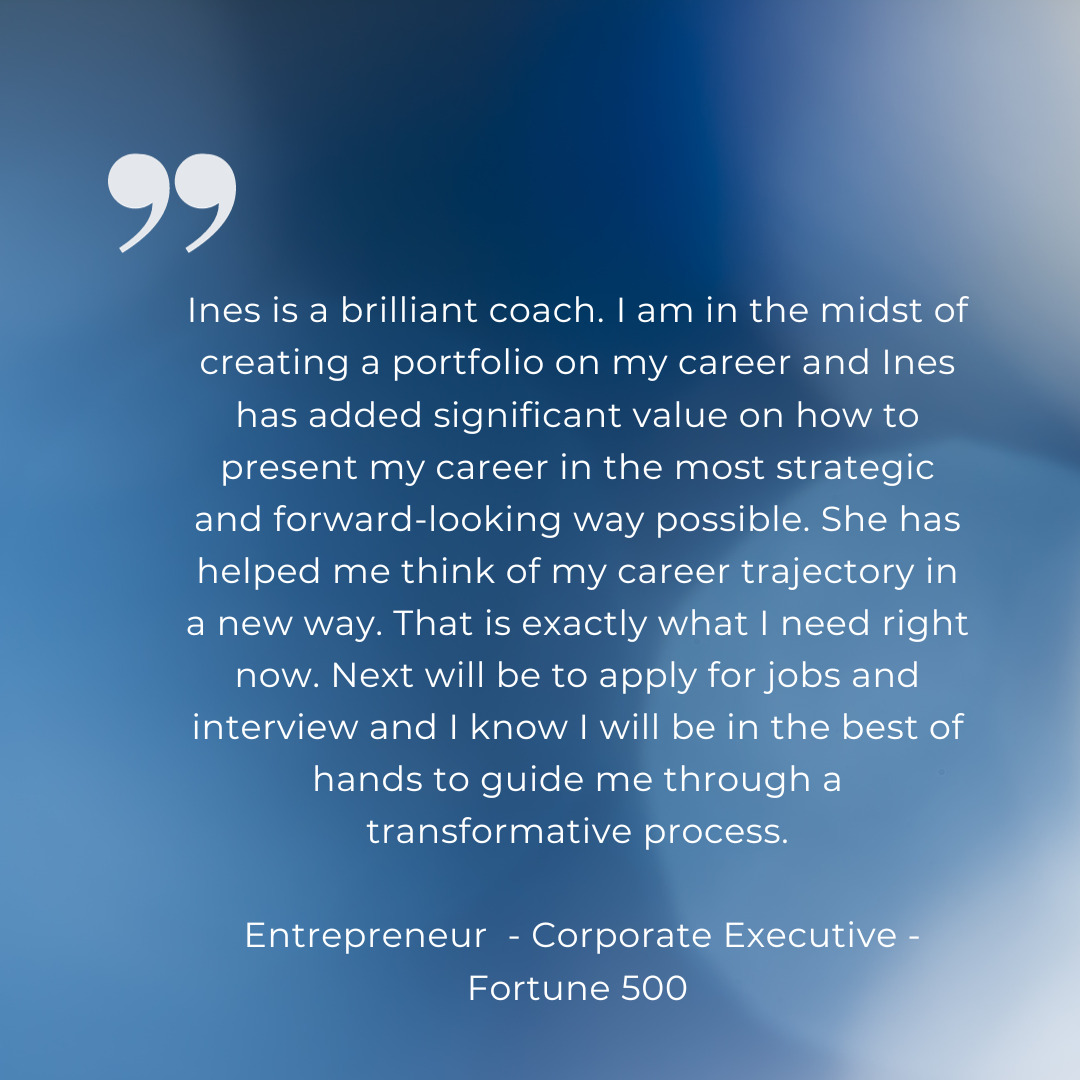 ”
Ines is a brilliant coach. I am in the midst of
creating a portfolio on my career and Ines
has added significant value on how to
present my career in the most strategic
and forward-looking way possible. She has
helped me think of my career trajectory in
a new way. That is exactly what I need right
now. Next will be to apply for jobs and
interview and I know I will be in the best of
hands to guide me through a
transformative process.
Entrepreneur  - Corporate Executive -
Fortune 500